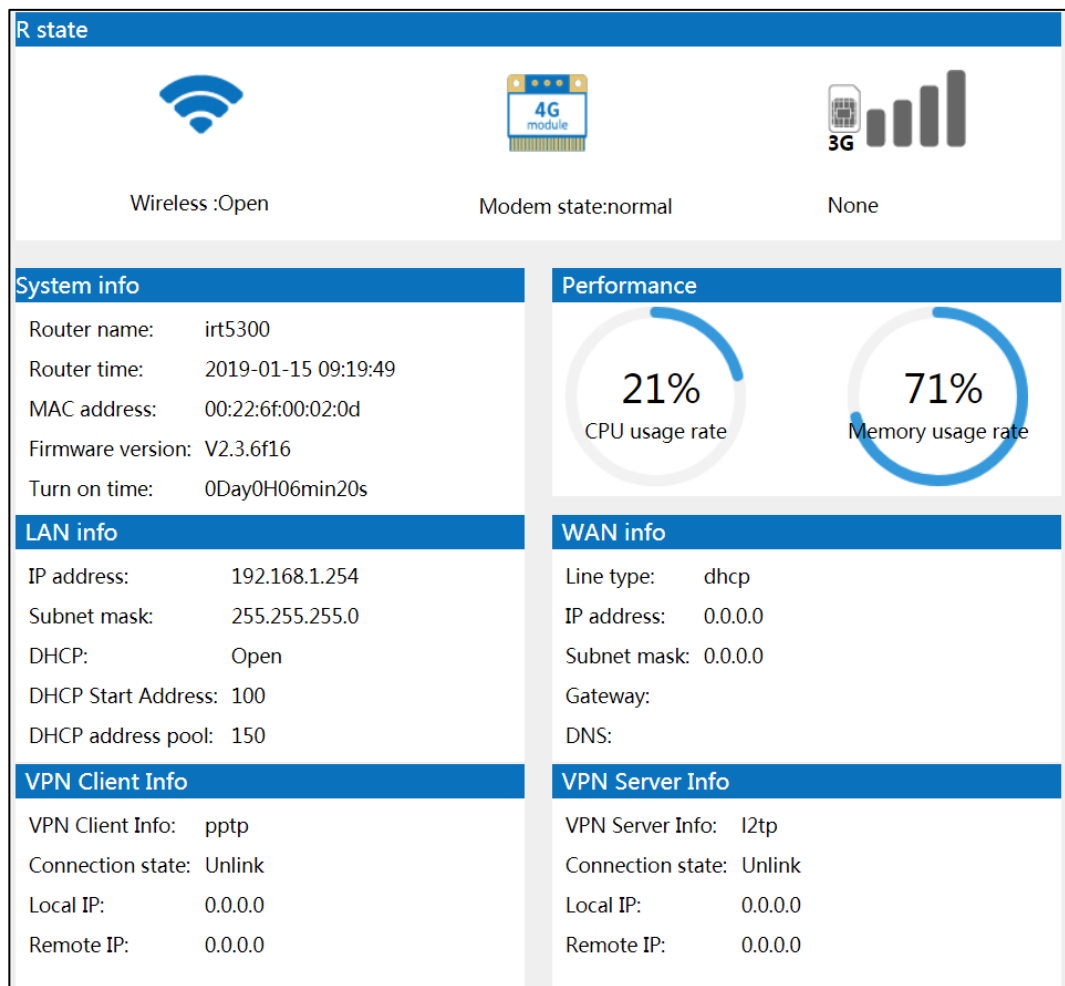 R state
4G
module
3G
Wireless :Open
Modem state:normal
None
System info
Router name: irt5300
Router time: 2019-01-15 09:19:49
MAC address: 00:22:6f:00:02:0d
Firmware version: V2.3.6f16
Turn on time: 0Day0H06min20s
Performance
21%
CPU usage rate
71%
Memory usage rate
LAN info
IP address: 192.168.1.254
Subnet mask: 255.255.255.0
DHCP: Open
DHCP Start Address: 100
DHCP address pool: 150
WAN info
Line type: dhcp
IP address: 0.0.0.0
Subnet mask: 0.0.0.0
Gateway:
DNS:
VPN Client Info
VPN Client Info: pptp
Connection state: Unlink
Local IP: 0.0.0.0
Remote IP: 0.0.0.0
VPN Server Info
VPN Server Info: l2tp
Connection state: Unlink
Local IP: 0.0.0.0
Remote IP: 0.0.0.0